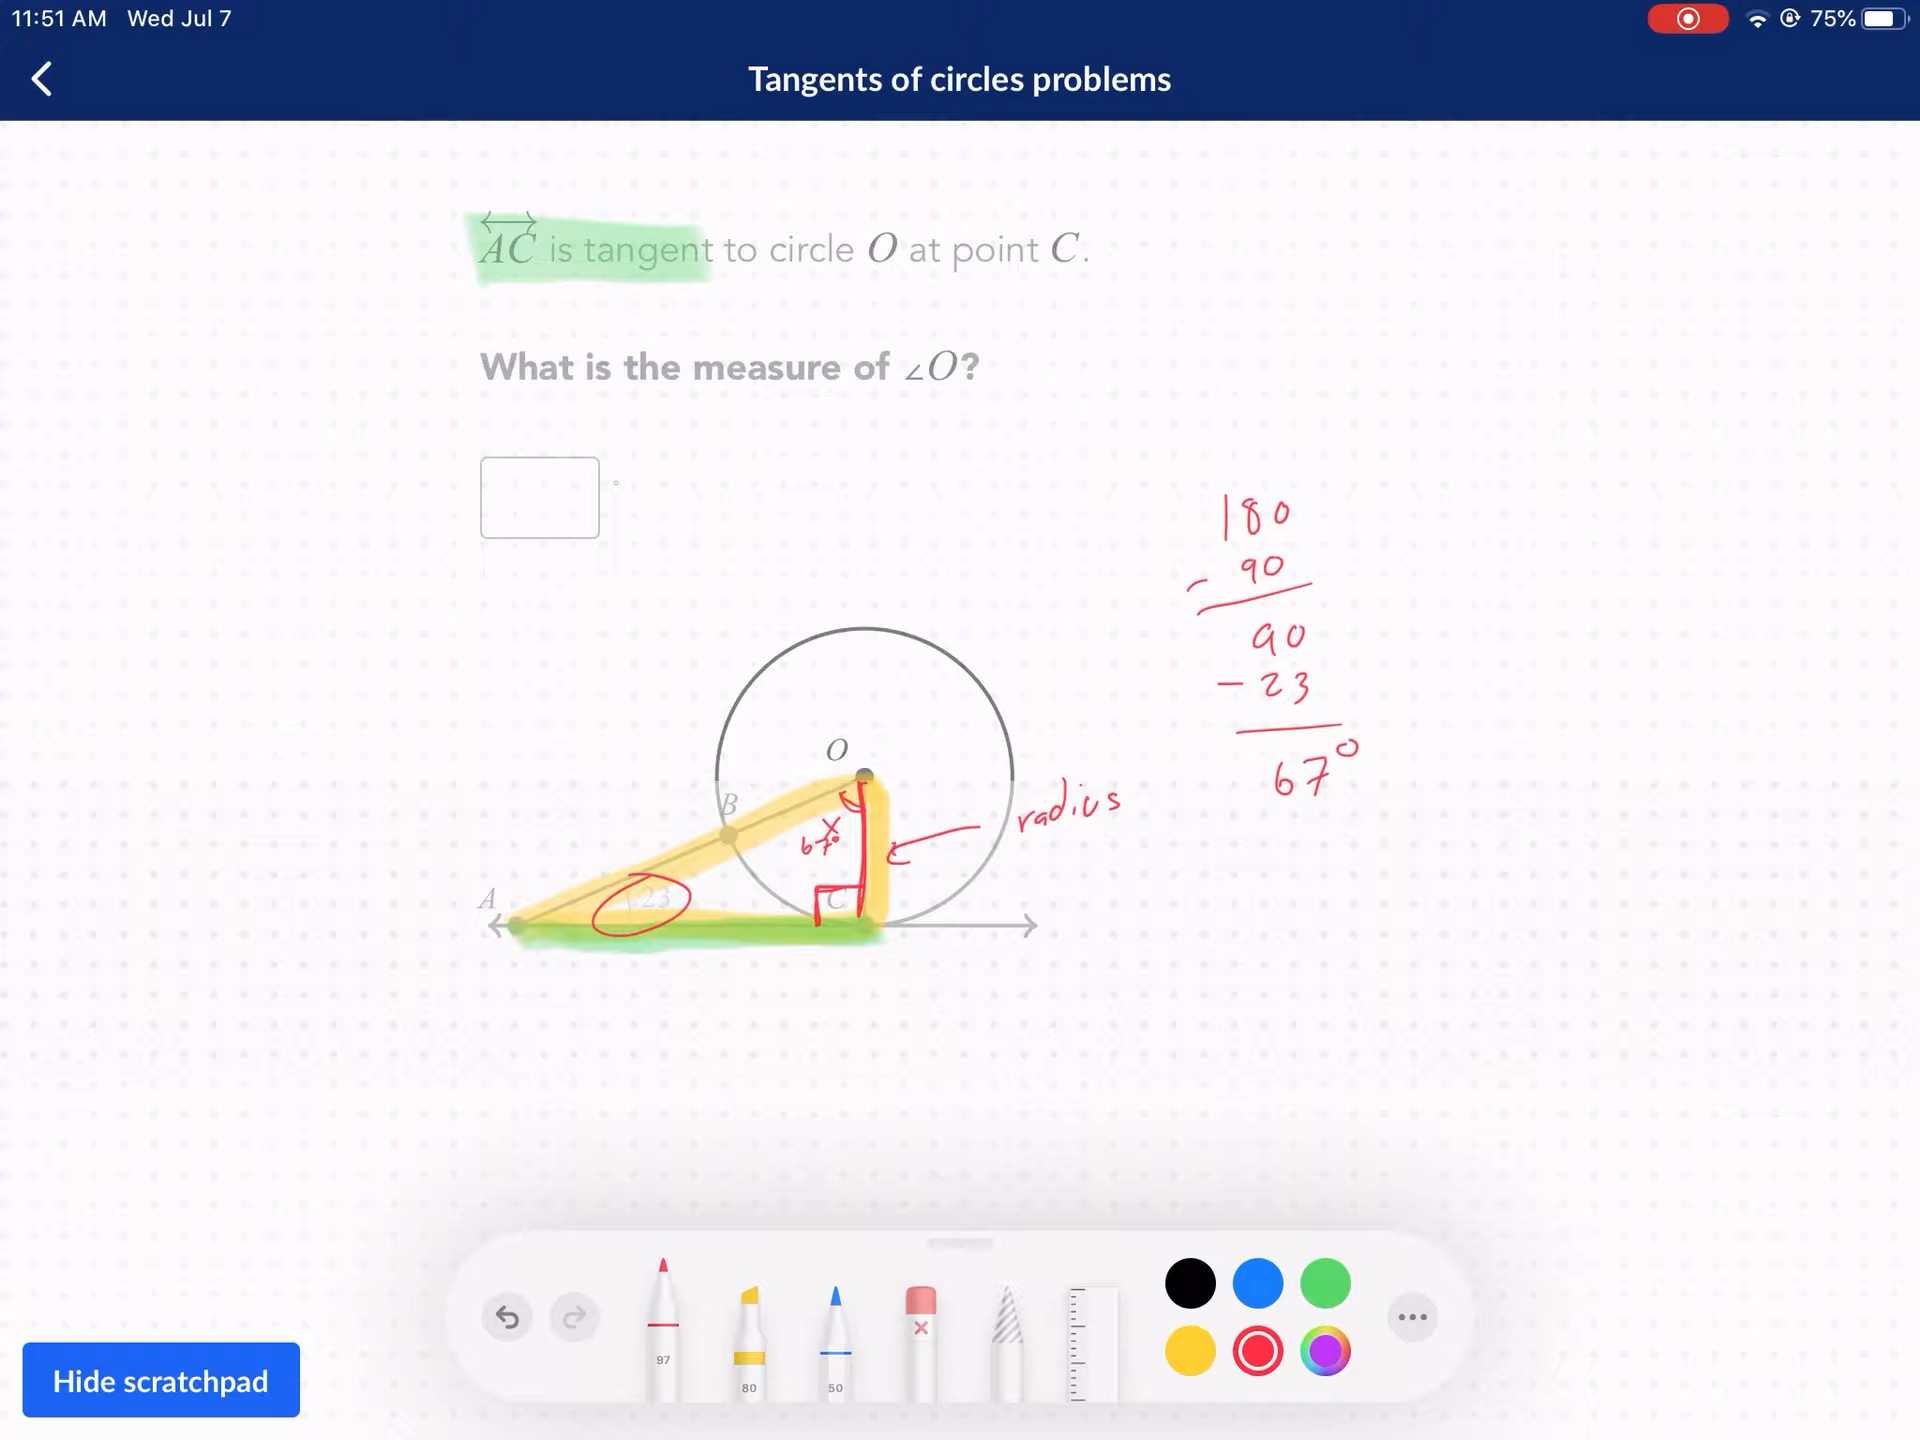 11:51 AM Wed Jul 7
75%
Tangents of circles problems
AC is tangent to circle O at point C.
What is the measure of ∠O?
°
180
- 90
90
- 23
67°
O
B
X
67°
radius
A
23
C
97
80
50
Hide scratchpad